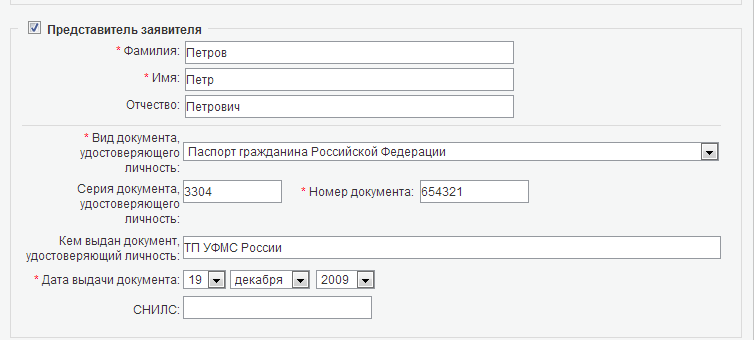 Представитель заявителя
* Фамилия: Петров
* Имя: Петр
Отчество: Петрович
* Вид документа,
удостоверяющего
личность:
Паспорт гражданина Российской Федерации
Серия документа,
удостоверяющего
личность:
3304
* Номер документа: 654321
Кем выдан документ,
удостоверяющий личность:
ТП УФМС России
* Дата выдачи документа: 19 декабря 2009
СНИЛС: